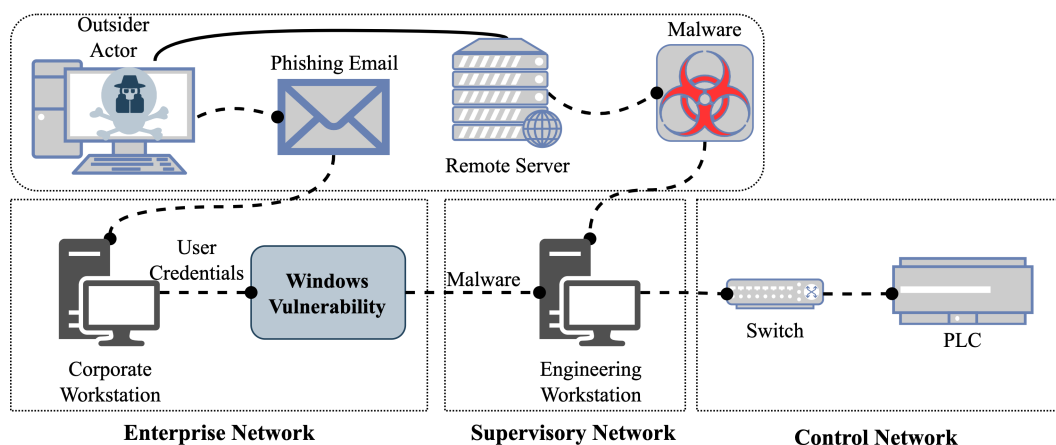 Outsider
Actor
Phishing Email
Remote Server
Malware
User
Credentials
Windows
Vulnerability
Malware
Corporate
Workstation
Engineering
Workstation
Switch
PLC
Enterprise Network
Supervisory Network
Control Network